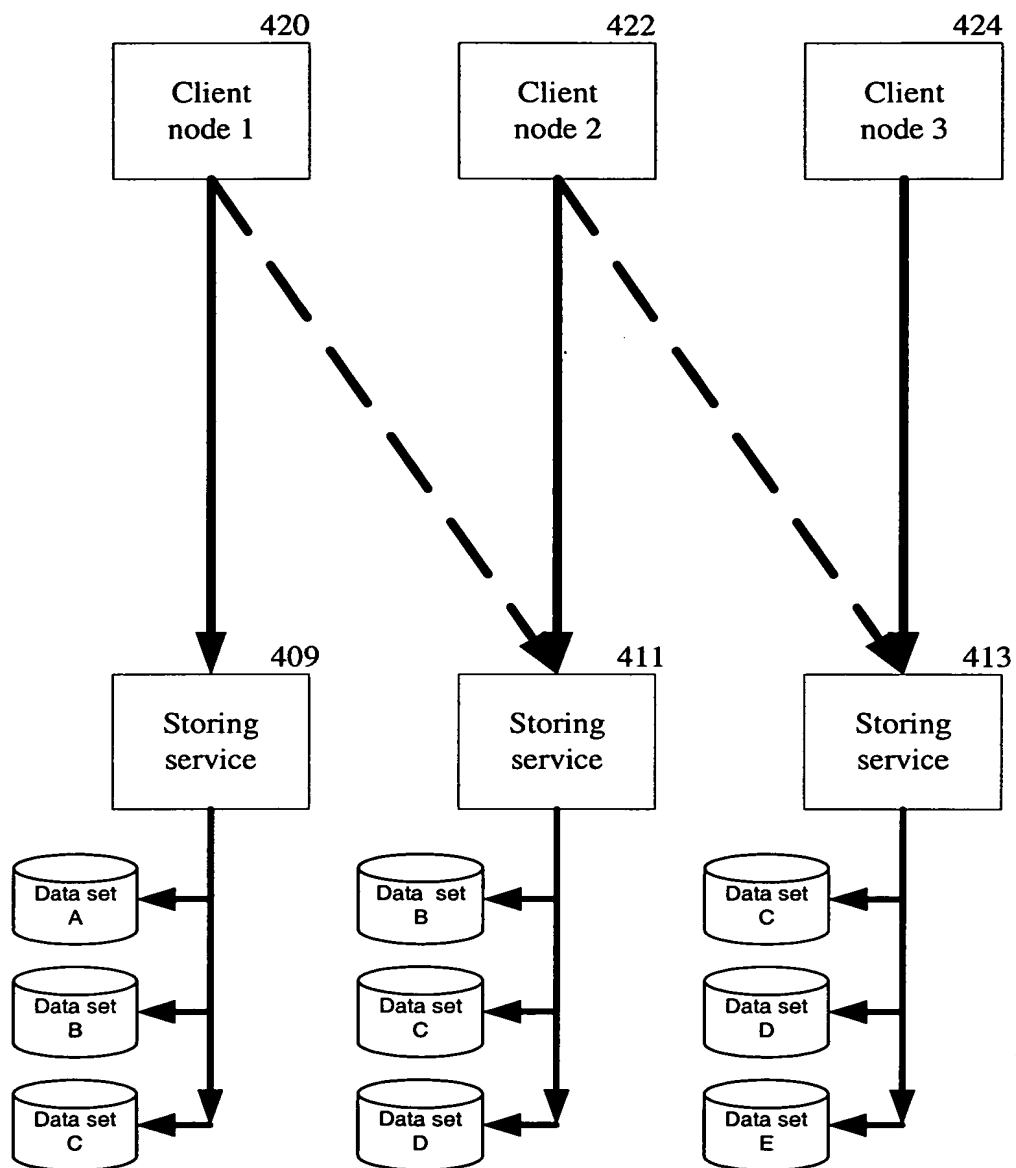 420
422
424
Client
node 1
Client
node 2
Client
node 3
409
411
413
Storing
service
Storing
service
Storing
service
Data set
A
Data set
B
Data set
C
Data set
B
Data set
C
Data set
D
Data set
C
Data set
D
Data set
E